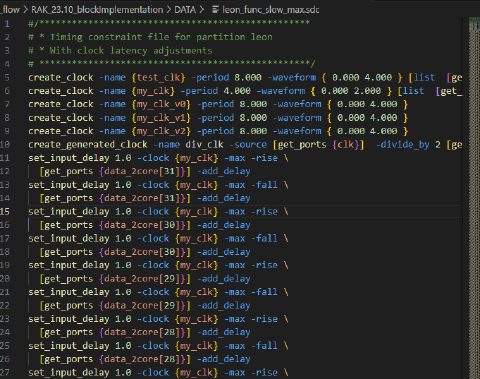 _flow > RAK_23.10_blockImplementation > DATA > leon_func_slow_max.sdc
1 #/*************************************************
2 # * Timing constraint file for partition leon
3 # * With clock latency adjustments
4 # *************************************************/
5 create_clock -name {test_clk} -period 8.000 -waveform { 0.000 4.000 } [list [get
6 create_clock -name {my_clk} -period 4.000 -waveform { 0.000 2.000 } [list [get_
7 create_clock -name {my_clk_v0} -period 8.000 -waveform { 0.000 4.000 }
8 create_clock -name {my_clk_v1} -period 8.000 -waveform { 0.000 4.000 }
9 create_clock -name {my_clk_v2} -period 8.000 -waveform { 0.000 4.000 }
10 create_generated_clock -name div_clk -source [get_ports {clk}] -divide_by 2 [ge
11 set_input_delay 1.0 -clock {my_clk} -max -rise \
12 [get_ports {data_2core[31]}] -add_delay
13 set_input_delay 1.0 -clock {my_clk} -max -fall \
14 [get_ports {data_2core[31]}] -add_delay
15 set_input_delay 1.0 -clock {my_clk} -max -rise \
16 [get_ports {data_2core[30]}] -add_delay
17 set_input_delay 1.0 -clock {my_clk} -max -fall \
18 [get_ports {data_2core[30]}] -add_delay
19 set_input_delay 1.0 -clock {my_clk} -max -rise \
20 [get_ports {data_2core[29]}] -add_delay
21 set_input_delay 1.0 -clock {my_clk} -max -fall \
22 [get_ports {data_2core[29]}] -add_delay
23 set_input_delay 1.0 -clock {my_clk} -max -rise \
24 [get_ports {data_2core[28]}] -add_delay
25 set_input_delay 1.0 -clock {my_clk} -max -fall \
26 [get_ports {data_2core[28]}] -add_delay
27 set_input_delay 1.0 -clock {my_clk} -max -rise \